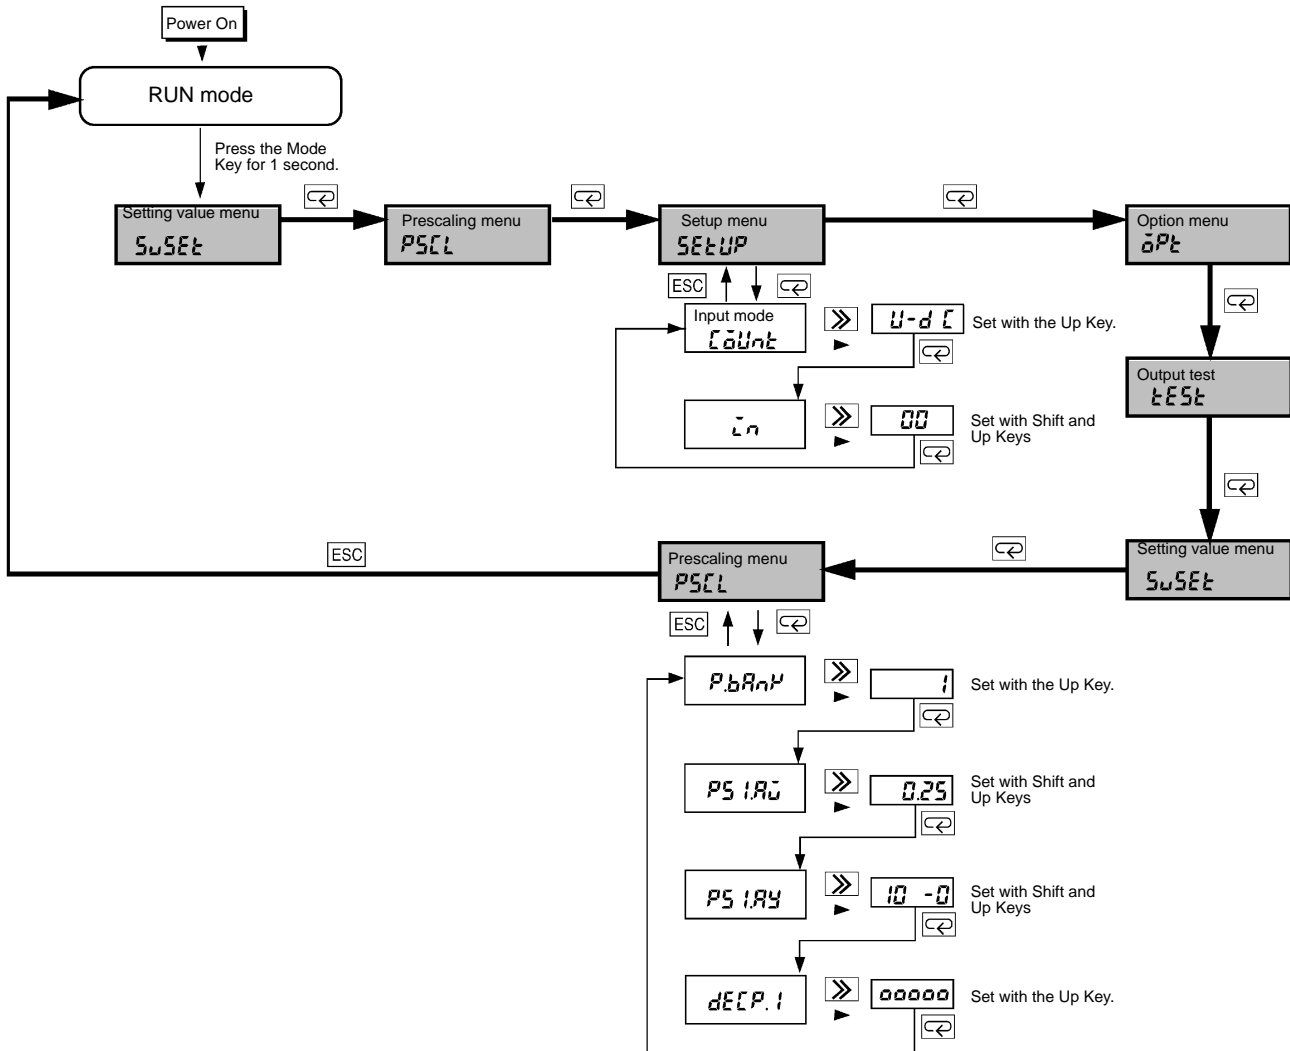 Power On
RUN mode
Press the Mode
Key for 1 second.
Setting value menu
SvSEt
Prescaling menu
PSCL
Setup menu
SEtUP
Option menu
oPt
ESC
Input mode
CoUnt
U-d C
Set with the Up Key.
in
00
Set with Shift and
Up Keys
Output test
tESt
Setting value menu
SvSEt
Prescaling menu
PSCL
ESC
ESC
P.bAnK
1
Set with the Up Key.
PS1.AX
0.25
Set with Shift and
Up Keys
PS1.AY
10 -0
Set with Shift and
Up Keys
dECP.1
ooooo
Set with the Up Key.